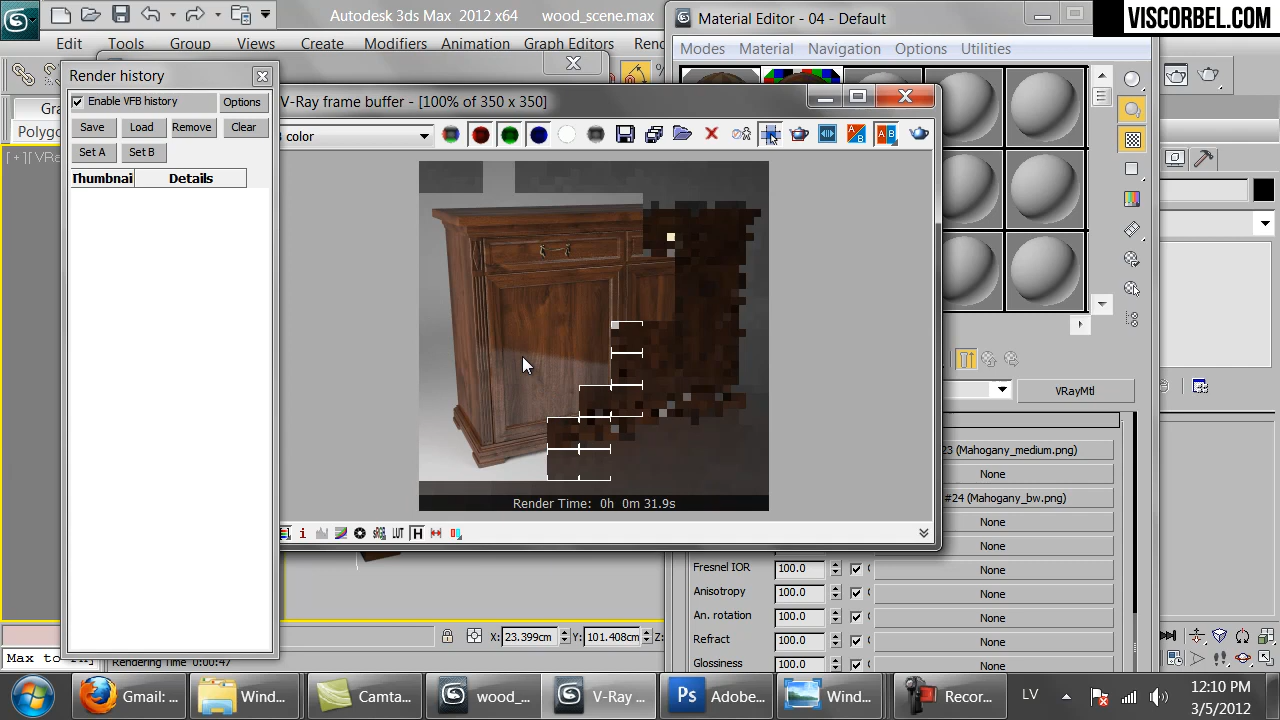 Autodesk 3ds Max 2012 x64 wood_scene.max
Material Editor - 04 - Default
VISCORBEL.COM
Edit Tools Group Views Create Modifiers Animation Graph Editors
Modes Material Navigation Options Utilities
Render history
Enable VFB history Options
Save Load Remove Clear
Set A Set B
Thumbnai Details
V-Ray frame buffer - [100% of 350 x 350]
color
Polygo
VRayMtl
23 (Mahogany_medium.png)
None
#24 (Mahogany_bw.png)
None
None
Render Time: 0h 0m 31.9s
Fresnel IOR 100.0 None
Anisotropy 100.0 None
An. rotation 100.0 None
Refract 100.0 None
Glossiness 100.0 None
X: 23.399cm Y: 101.408cm Z:
Max to
Rendering Time 0:00:47
Gmail: ... Wind... Camta... wood_... V-Ray ... Adobe... Wind... Recor...
LV
12:10 PM
3/5/2012